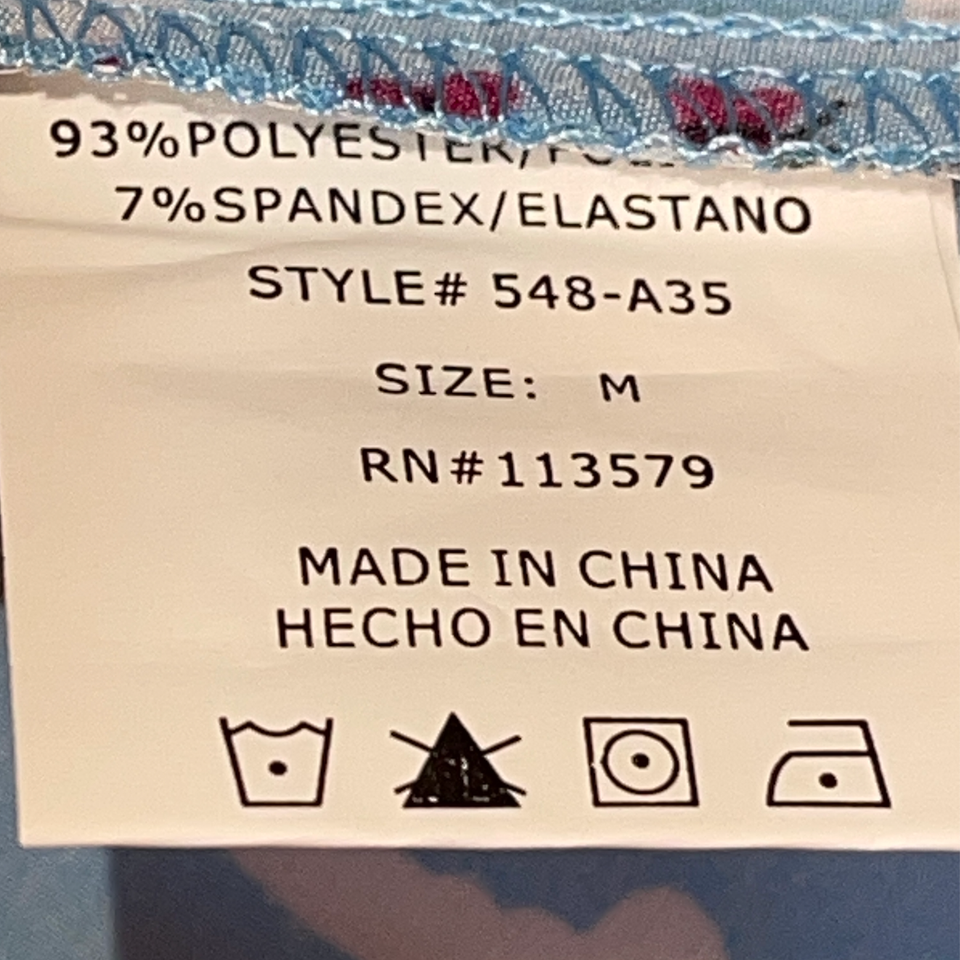 93%POLYESTER/
7%SPANDEX/ELASTANO
STYLE# 548-A35
SIZE: M
RN#113579
MADE IN CHINA
HECHO EN CHINA